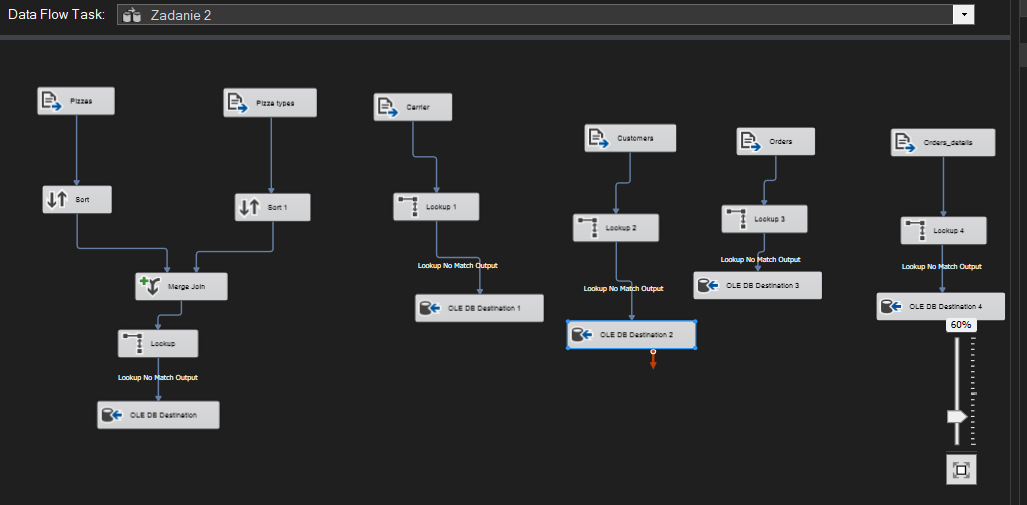 Data Flow Task: Zadanie 2
Pizzas
Pizza types
Carrier
Customers
Orders
Orders_details
Sort
Sort 1
Lookup 1
Lookup 2
Lookup 3
Lookup 4
Lookup No Match Output
Lookup No Match Output
Lookup No Match Output
Lookup No Match Output
Merge Join
OLE DB Destination 1
OLE DB Destination 2
OLE DB Destination 3
OLE DB Destination 4
60%
Lookup
Lookup No Match Output
OLE DB Destination